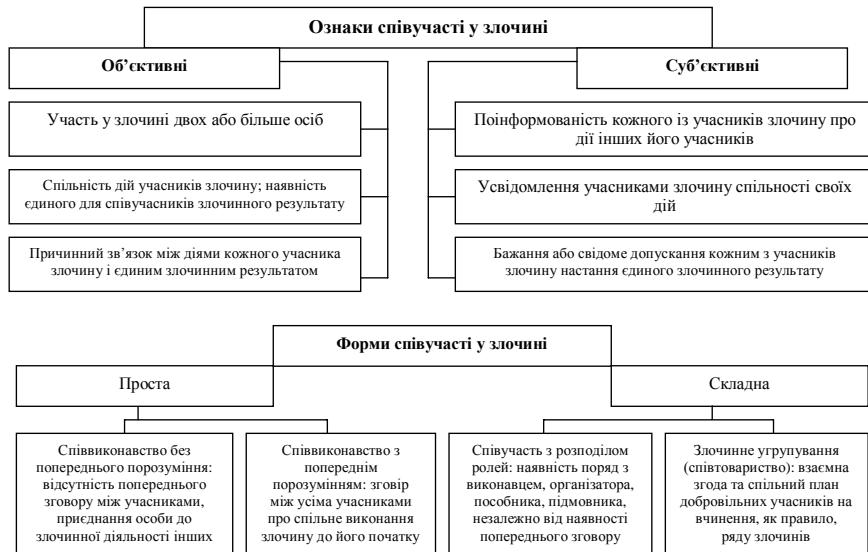 Ознаки співучасті у злочині
Об’єктивні
Участь у злочині двох або більше осіб
Спільність дій учасників злочину; наявність
єдиного для співучасників злочинного результату
Причинний зв’язок між діями кожного учасника
злочину і єдиним злочинним результатом
Суб’єктивні
Поінформованість кожного із учасників злочину про
дії інших його учасників
Усвідомлення учасниками злочину спільності своїх
дій
Бажання або свідоме допускання кожним з учасників
злочину настання єдиного злочинного результату
Форми співучасті у злочині
Проста
Співвиконавство без
попереднього порозуміння:
відсутність попереднього
зговору між учасниками,
приєднання особи до
злочинної діяльності інших
Співвиконавство з
попереднім
порозумінням: зговір
між усіма учасниками
про спільне виконання
злочину до його початку
Складна
Співучасть з розподілом
ролей: наявність поряд з
виконавцем, організатора,
пособника, підмовника,
незалежно від наявності
попереднього зговору
Злочинне угрупування
(співтовариство): взаємна
згода та спільний план
добровільних учасників на
вчинення, як правило,
ряду злочинів